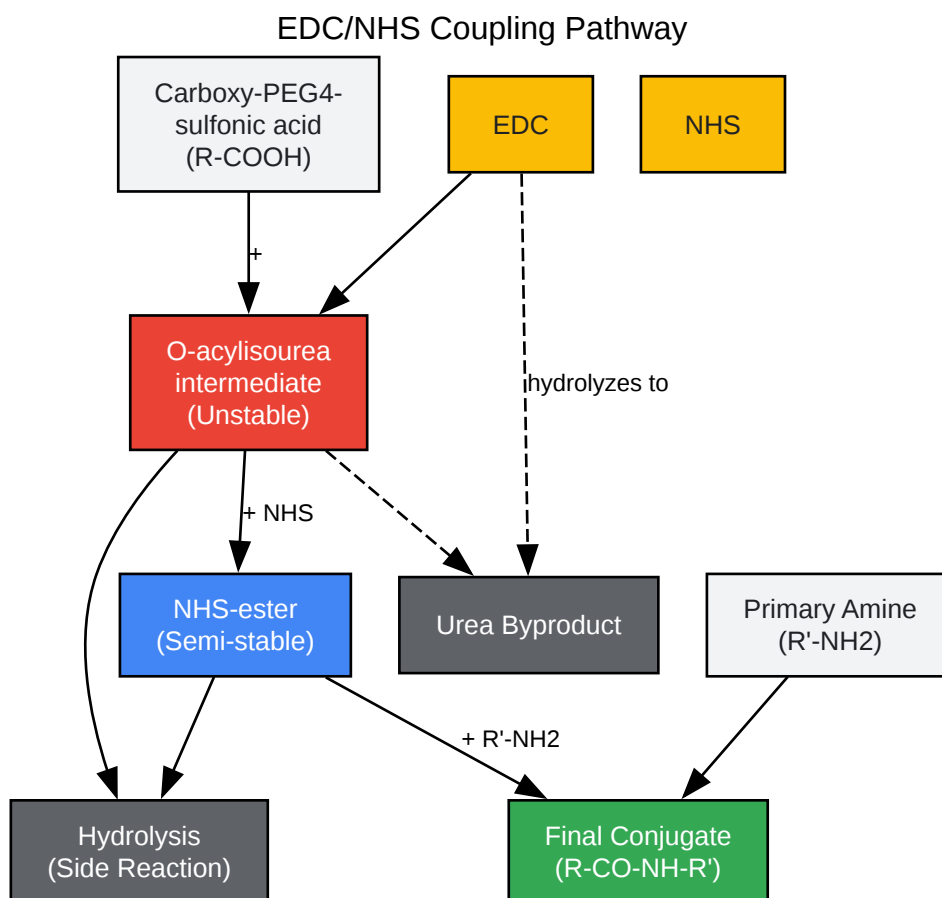 EDC/NHS Coupling Pathway
Carboxy-PEG4-
sulfonic acid
(R-COOH)
EDC
NHS
+
O-acylisourea
intermediate
(Unstable)
hydrolyzes to
+ NHS
NHS-ester
(Semi-stable)
Urea Byproduct
Primary Amine
(R'-NH2)
+ R'-NH2
Hydrolysis
(Side Reaction)
Final Conjugate
(R-CO-NH-R')